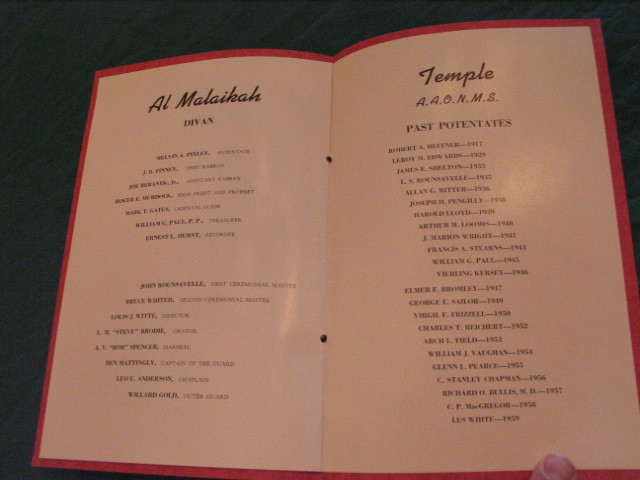 Al Malaikah
DIVAN
MELVIN A. PIXLEY, POTENTATE
J. B. FINNEY, CHIEF RABBAN
JOE BERANEK, Jr., ASSISTANT RABBAN
ROGER E. MURDOCK, HIGH PRIEST AND PROPHET
MARK T. GATES, ORIENTAL GUIDE
WILLIAM G. PAUL, P. P., TREASURER
ERNEST L. HURST, RECORDER
JOHN ROUNSAVELLE, FIRST CEREMONIAL MASTER
BRUCE WHITED, SECOND CEREMONIAL MASTER
LOUIS J. WITTE, DIRECTOR
L. M. "STEVE" BRODIE, ORATOR
A. V. "BOB" SPENCER, MARSHAL
BEN MATTINGLY, CAPTAIN OF THE GUARD
LEO E. ANDERSON, CHAPLAIN
WILLARD GOLD, OUTER GUARD
Temple
A.A.O.N.M.S.
PAST POTENTATES
ROBERT A. HEFFNER—1917
LEROY M. EDWARDS—1929
JAMES E. SHELTON—1933
L. S. ROUNSAVELLE—1935
ALLAN G. RITTER—1936
JOSEPH H. PENGILLY—1938
HAROLD LLOYD—1939
ARTHUR M. LOOMIS—1940
J. MARION WRIGHT—1942
FRANCIS A. STEARNS—1944
WILLIAM G. PAUL—1945
VIERLING KERSEY—1946
ELMER F. BROMLEY—1947
GEORGE E. SAILOR—1949
VIRGIL F. FRIZZELL—1950
CHARLES T. REICHERT—1952
ARCH L. FIELD—1953
WILLIAM J. VAUGHAN—1954
GLENN L. PEARCE—1955
C. STANLEY CHAPMAN—1956
RICHARD O. BULLIS, M. D.—1957
C. P. MacGREGOR—1958
LES WHITE—1959